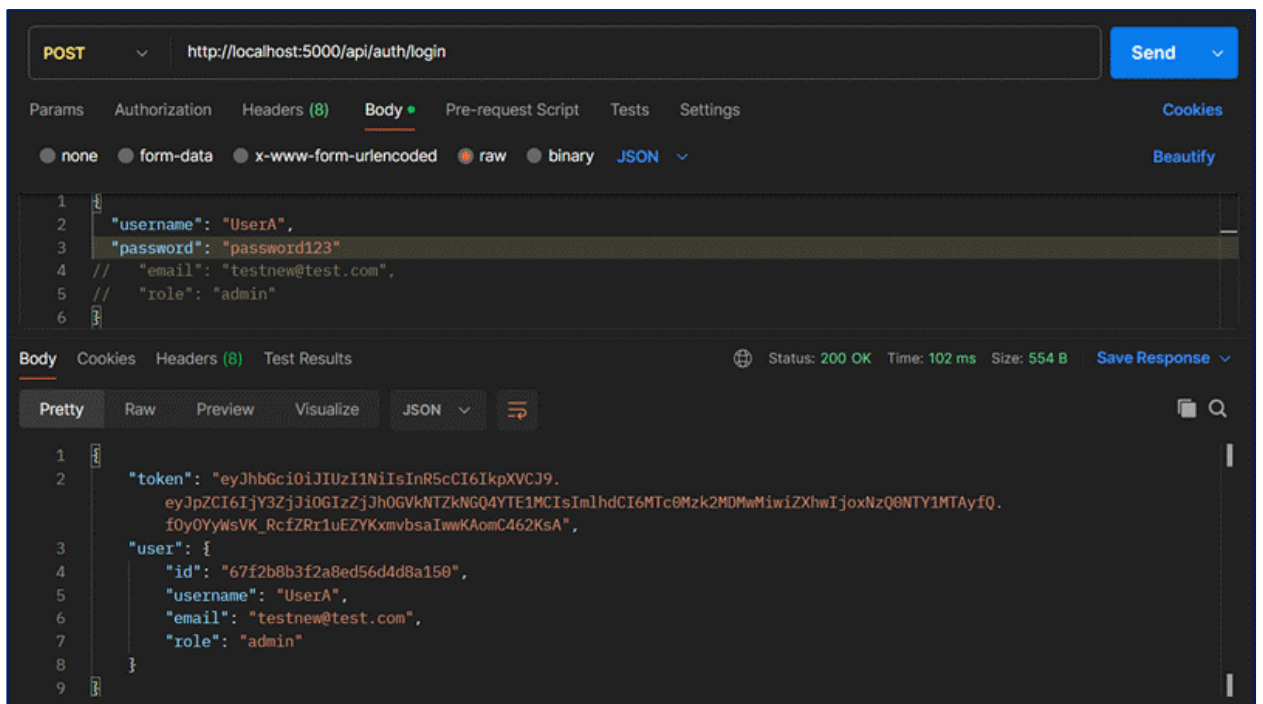 POST http://localhost:5000/api/auth/login Send
Params Authorization Headers (8) Body Pre-request Script Tests Settings Cookies
none form-data x-www-form-urlencoded raw binary JSON Beautify
1 {
2 "username": "UserA",
3 "password": "password123"
4 // "email": "testnew@test.com",
5 // "role": "admin"
6 }
Body Cookies Headers (8) Test Results Status: 200 OK Time: 102 ms Size: 554 B Save Response
Pretty Raw Preview Visualize JSON
1 {
2 "token": "eyJhbGciOiJIUzI1NiIsInR5cCI6IkpXVCJ9.
eyJpZCI6IjY3ZjJiOGIzZjJhOGVkNTZkNGQ4YTE1MCIsImlhdCI6MTc0Mzk2MDMwMiwiZXhwIjoxNzQ0NTY1MTAyfQ.
fOyOYyWsVK_RcfZRr1uEZYKxmvbsaIwwKAomC462KsA",
3 "user": {
4 "id": "67f2b8b3f2a8ed56d4d8a150",
5 "username": "UserA",
6 "email": "testnew@test.com",
7 "role": "admin"
8 }
9 }